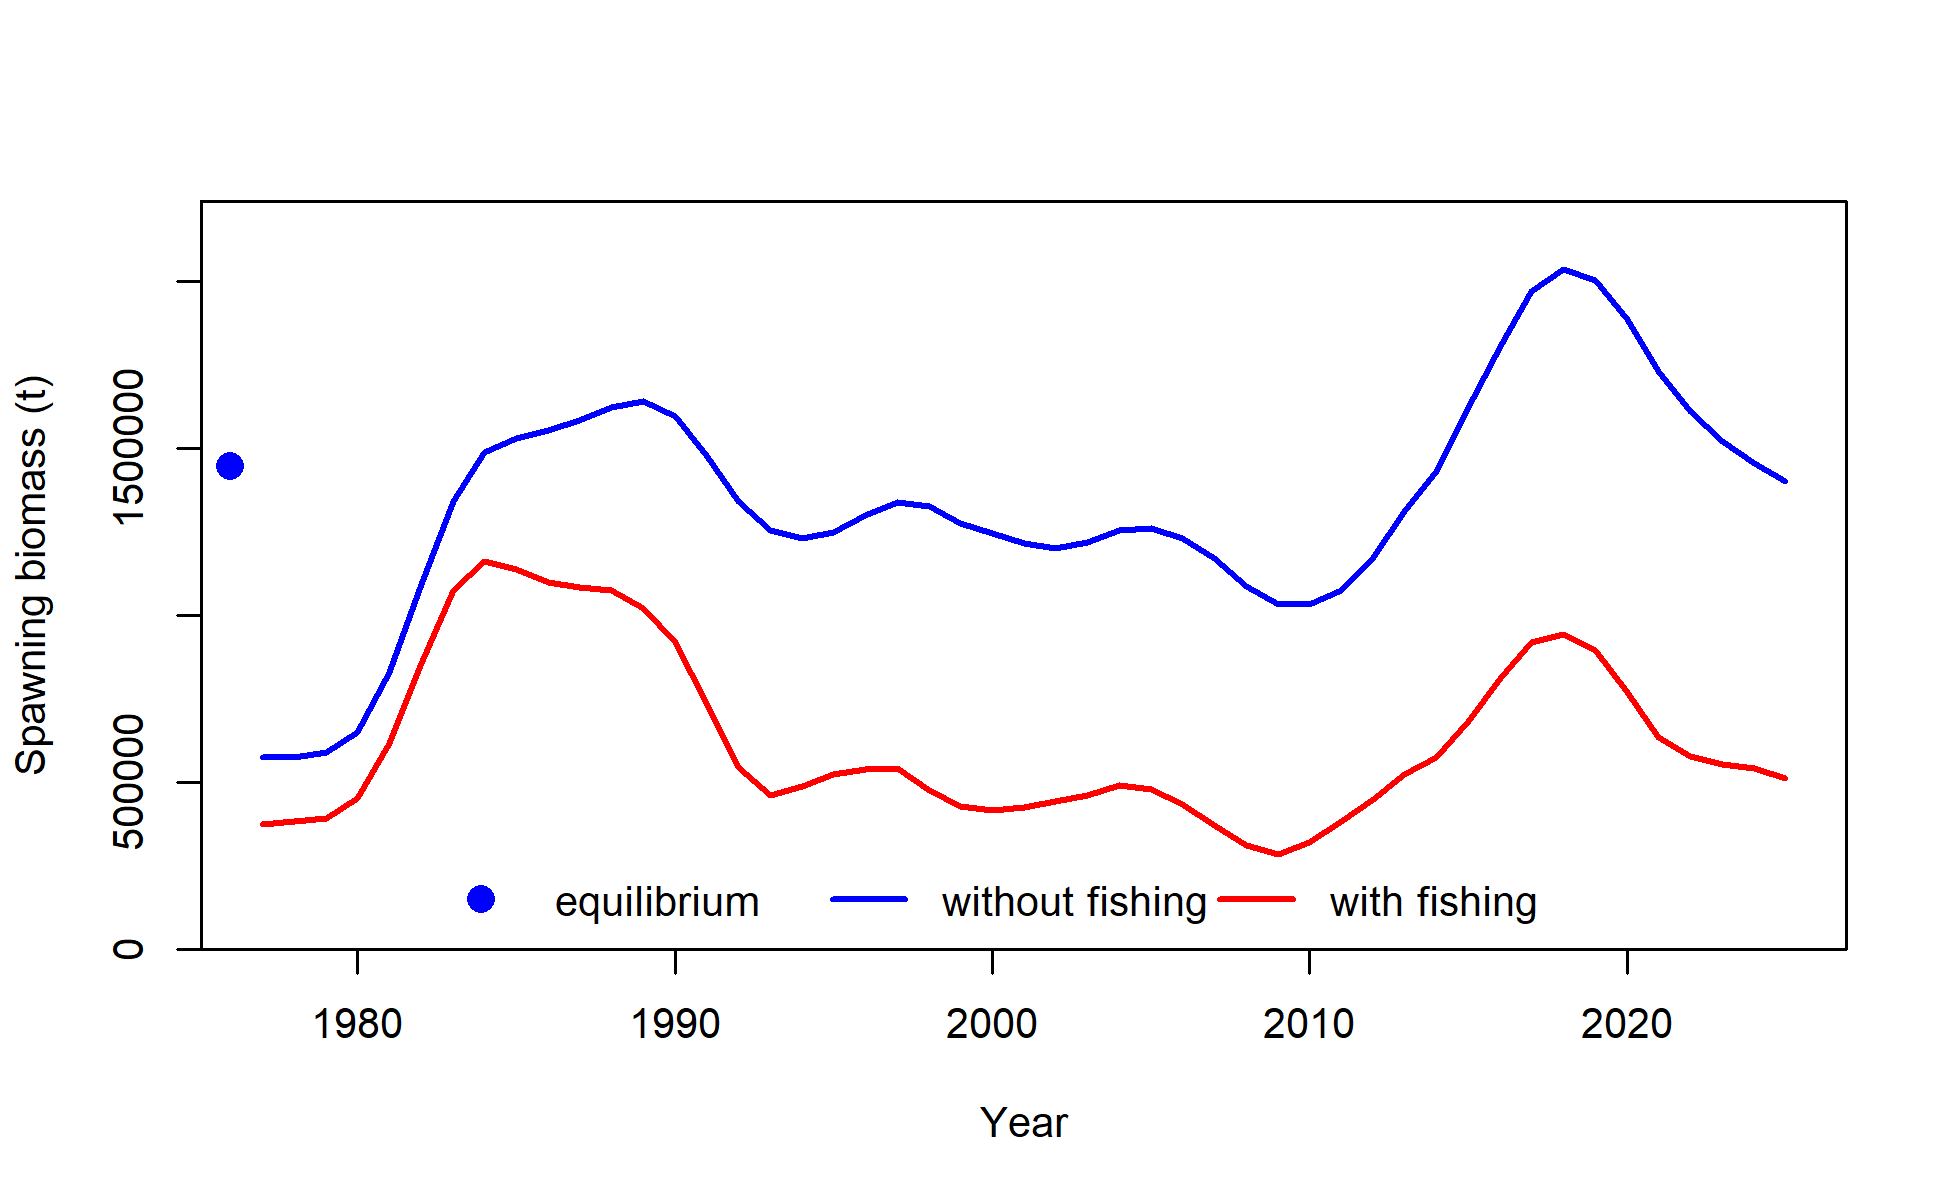 Spawning biomass (t)
1500000
500000
0
equilibrium without fishing with fishing
1980 1990 2000 2010 2020
Year